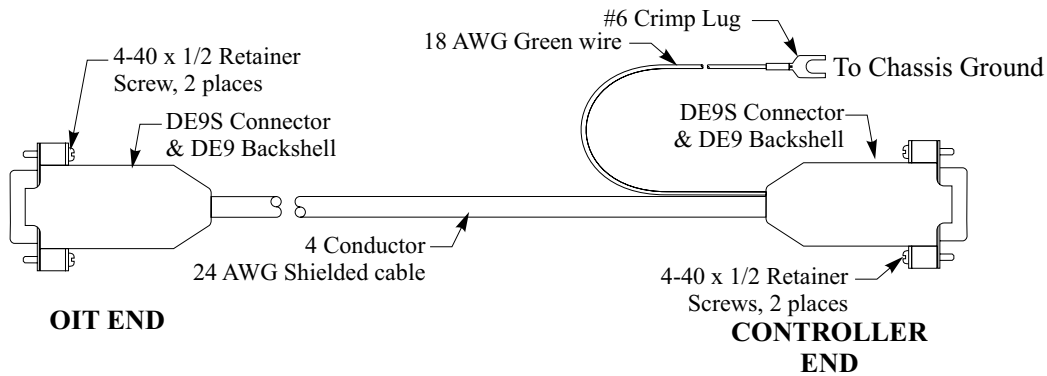 #6 Crimp Lug
18 AWG Green wire
4-40 x 1/2 Retainer
Screw, 2 places
To Chassis Ground
DE9S Connector
& DE9 Backshell
DE9S Connector
& DE9 Backshell
4 Conductor
24 AWG Shielded cable
4-40 x 1/2 Retainer
Screws, 2 places
OIT END
CONTROLLER
END